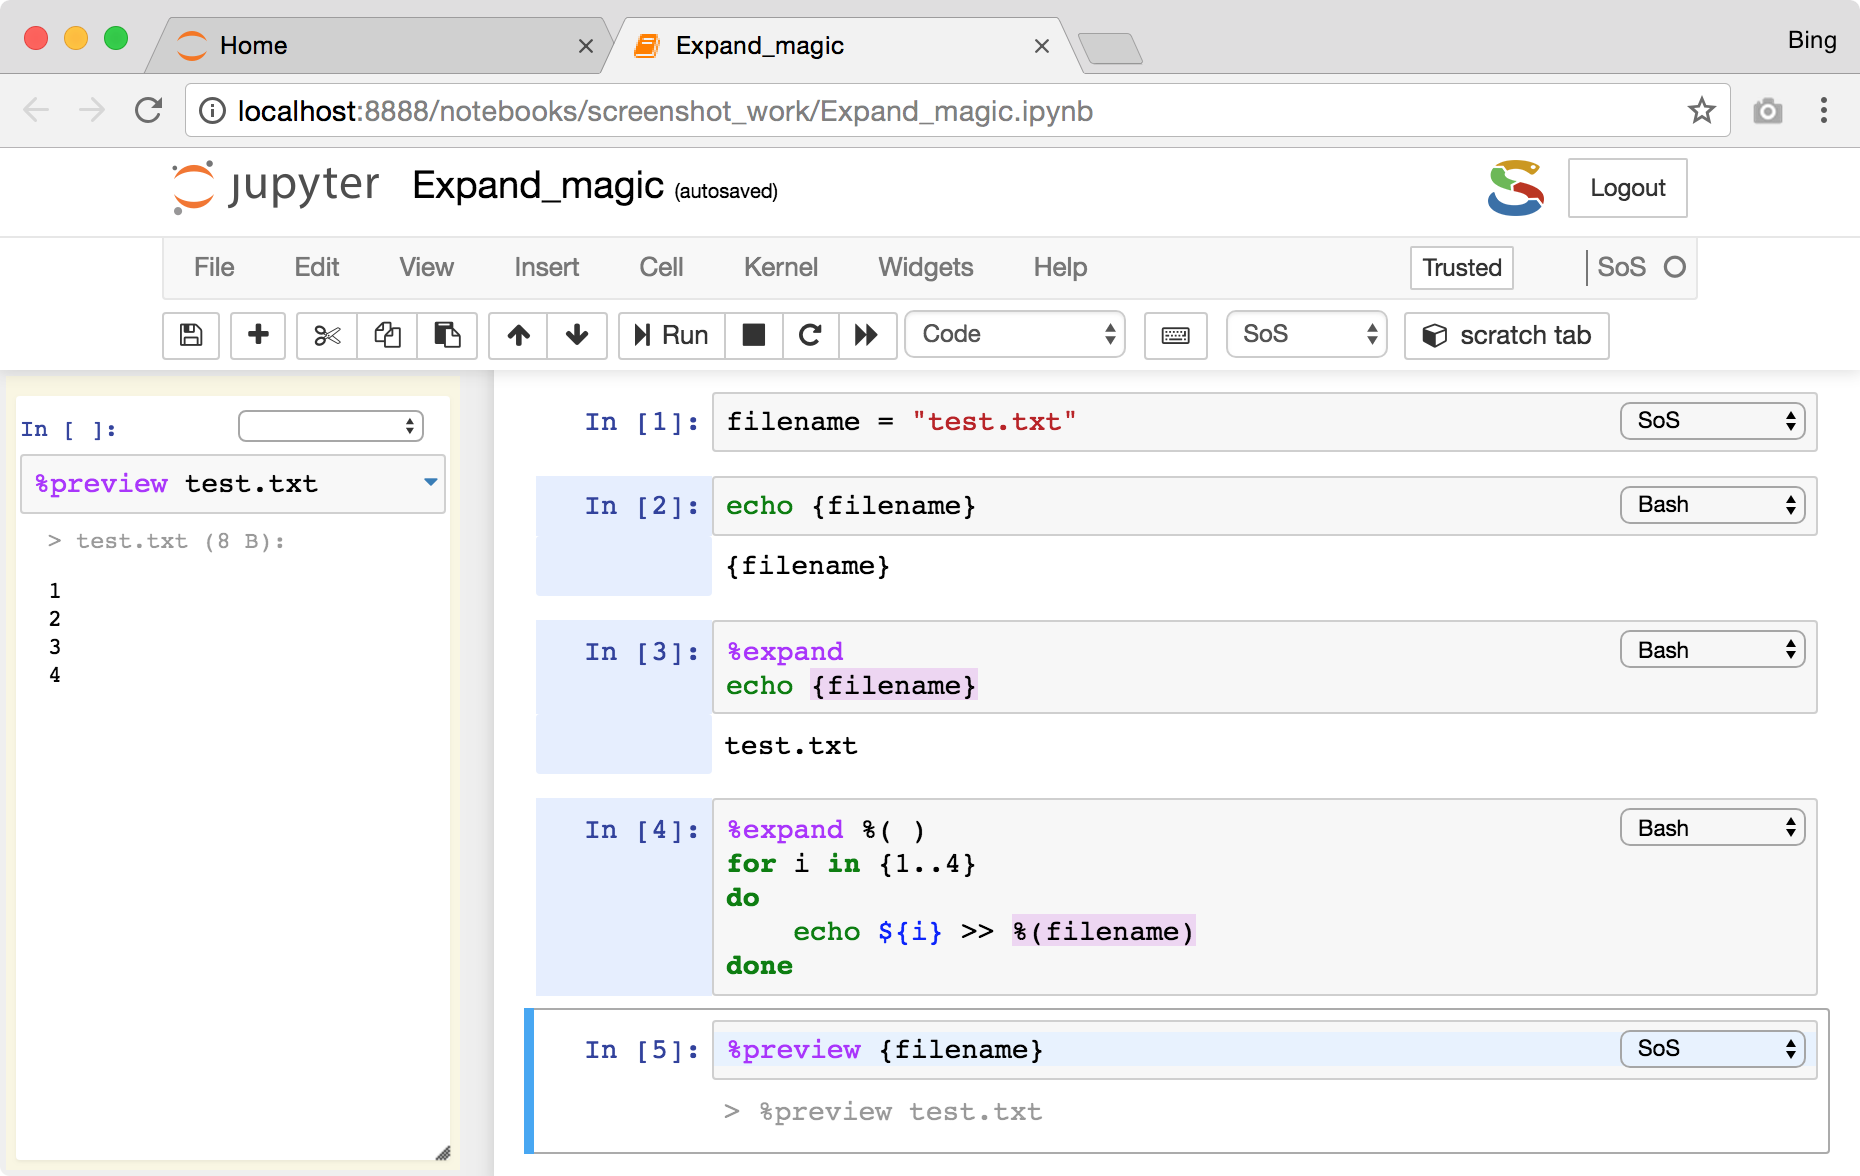 Home
Expand_magic
Bing
localhost:8888/notebooks/screenshot_work/Expand_magic.ipynb
jupyter Expand_magic (autosaved)
Logout
File Edit View Insert Cell Kernel Widgets Help Trusted SoS
Run Code SoS scratch tab
In [ ]:
%preview test.txt
> test.txt (8 B):
1
2
3
4
In [1]: filename = "test.txt" SoS
In [2]: echo {filename} Bash
{filename}
In [3]: %expand Bash
echo {filename}
test.txt
In [4]: %expand %( ) Bash
for i in {1..4}
do
    echo ${i} >> %(filename)
done
In [5]: %preview {filename} SoS
> %preview test.txt